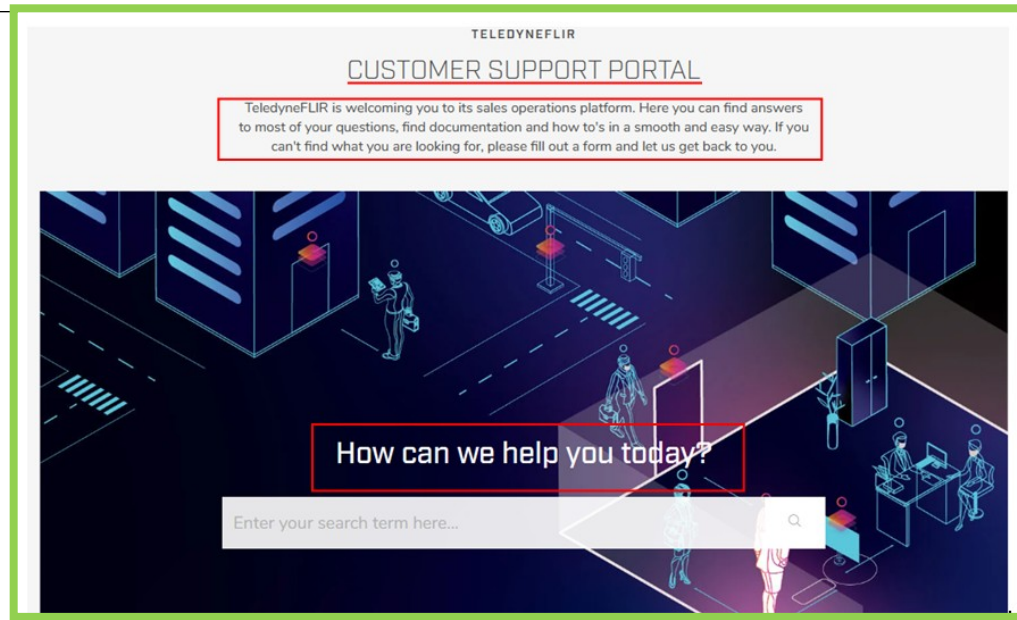 TELEDYNEFLIR
CUSTOMER SUPPORT PORTAL
TeledyneFLIR is welcoming you to its sales operations platform. Here you can find answers
to most of your questions, find documentation and how to's in a smooth and easy way. If you
can't find what you are looking for, please fill out a form and let us get back to you.
How can we help you today?
Enter your search term here...